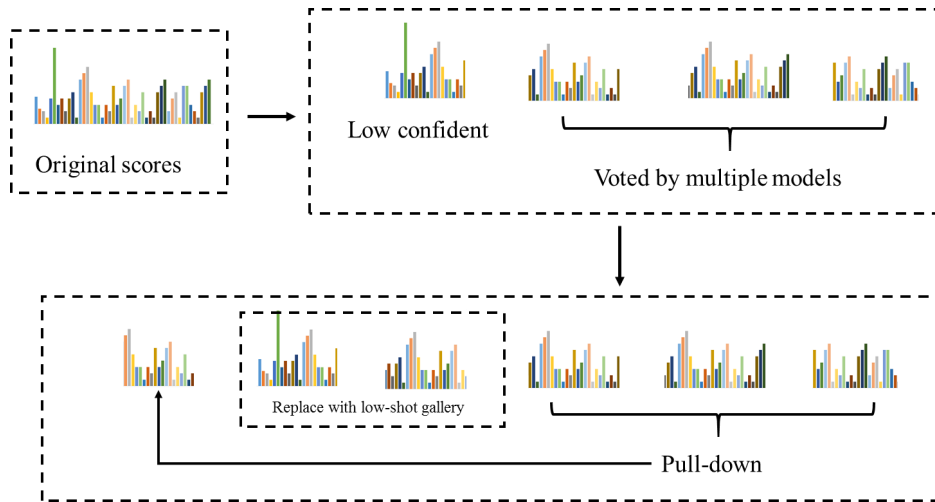 Original scores
Low confident
Voted by multiple models
Replace with low-shot gallery
Pull-down